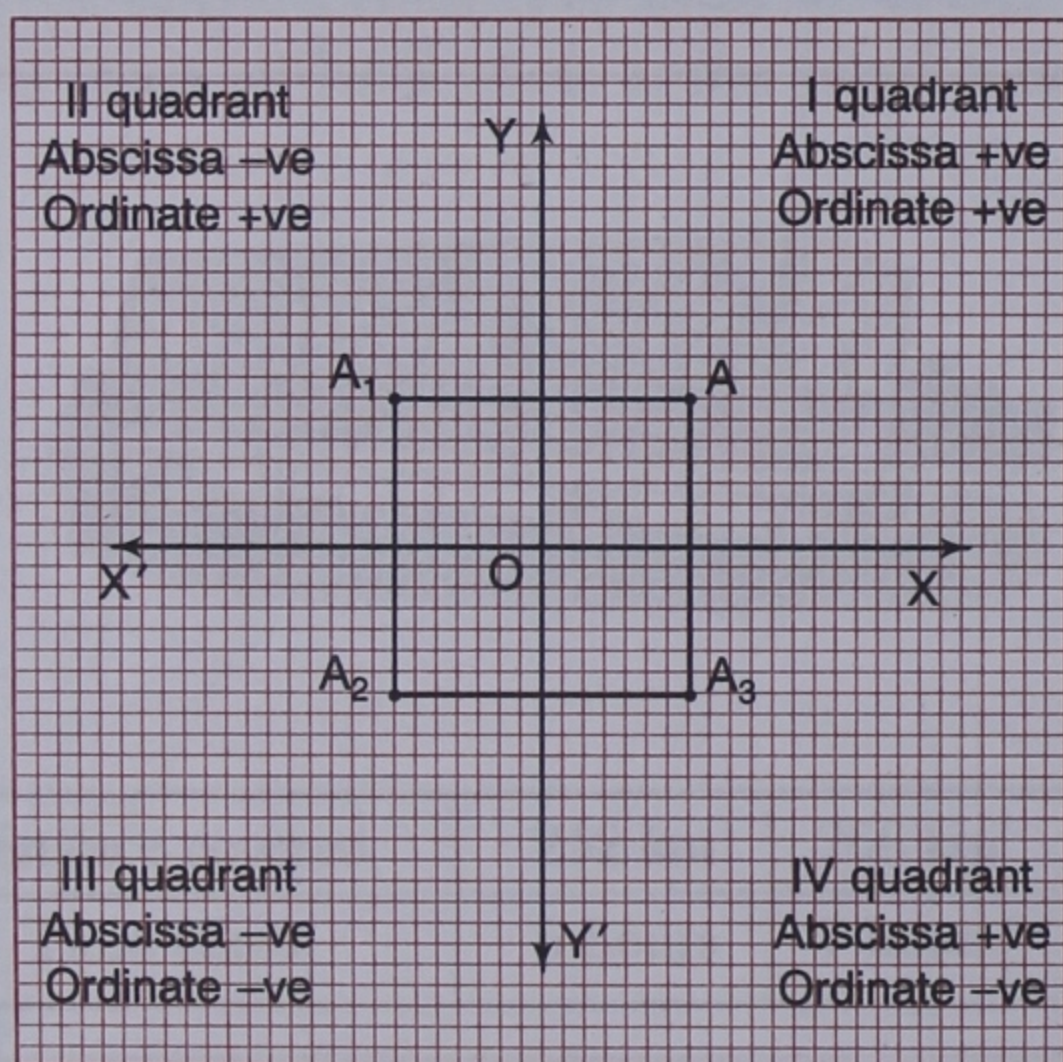 II quadrant
Abscissa –ve
Ordinate +ve
I quadrant
Abscissa +ve
Ordinate +ve
Y
A₁
A
X′
O
X
A₂
A₃
III quadrant
Abscissa –ve
Ordinate –ve
Y′
IV quadrant
Abscissa +ve
Ordinate –ve